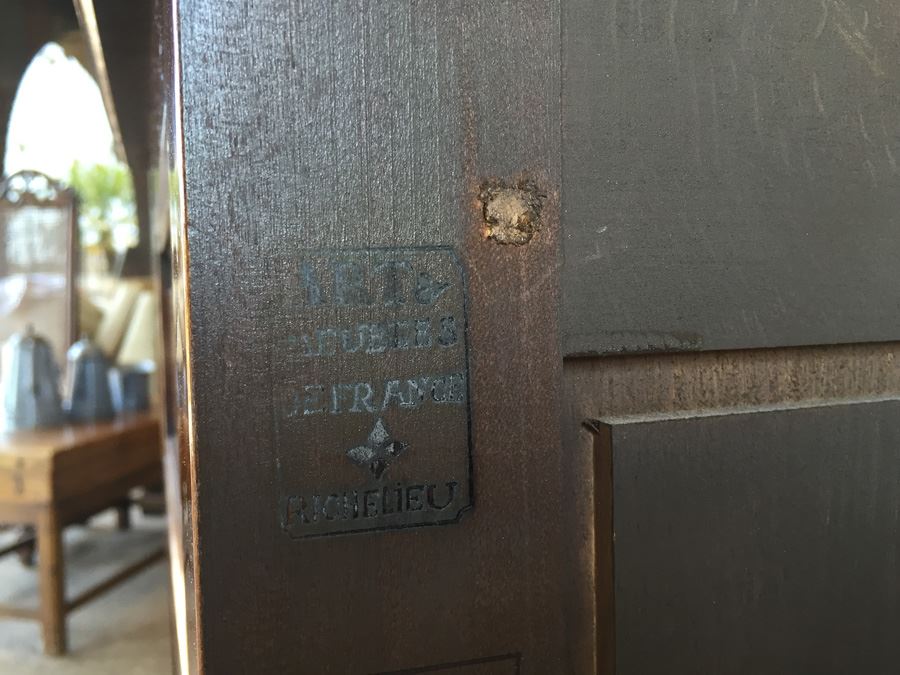 ART &
MEUBLES
DE FRANCE
RICHELIEU